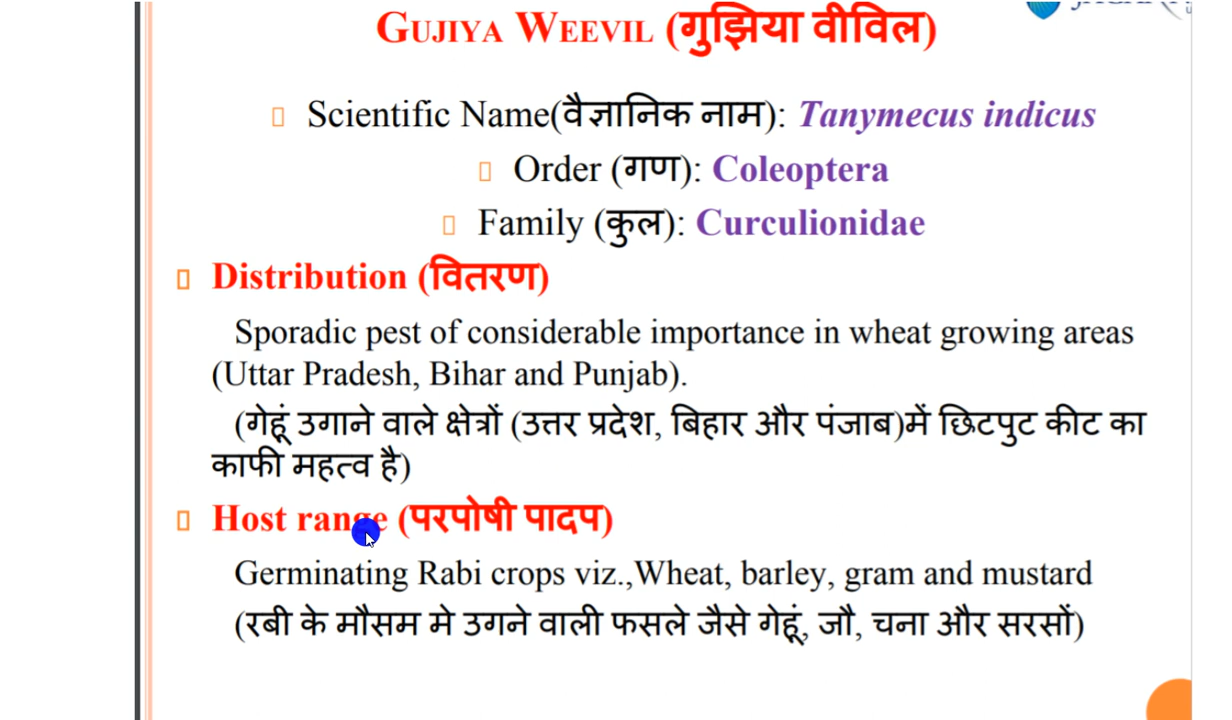 GUJIYA WEEVIL (गुझिया वीविल)
Scientific Name(वैज्ञानिक नाम): Tanymecus indicus
Order (गण): Coleoptera
Family (कुल): Curculionidae
Distribution (वितरण)
Sporadic pest of considerable importance in wheat growing areas
(Uttar Pradesh, Bihar and Punjab).
(गेहूं उगाने वाले क्षेत्रों (उत्तर प्रदेश, बिहार और पंजाब)में छिटपुट कीट का
काफी महत्व है)
Host range (परपोषी पादप)
Germinating Rabi crops viz.,Wheat, barley, gram and mustard
(रबी के मौसम मे उगने वाली फसले जैसे गेहूं, जौ, चना और सरसों)